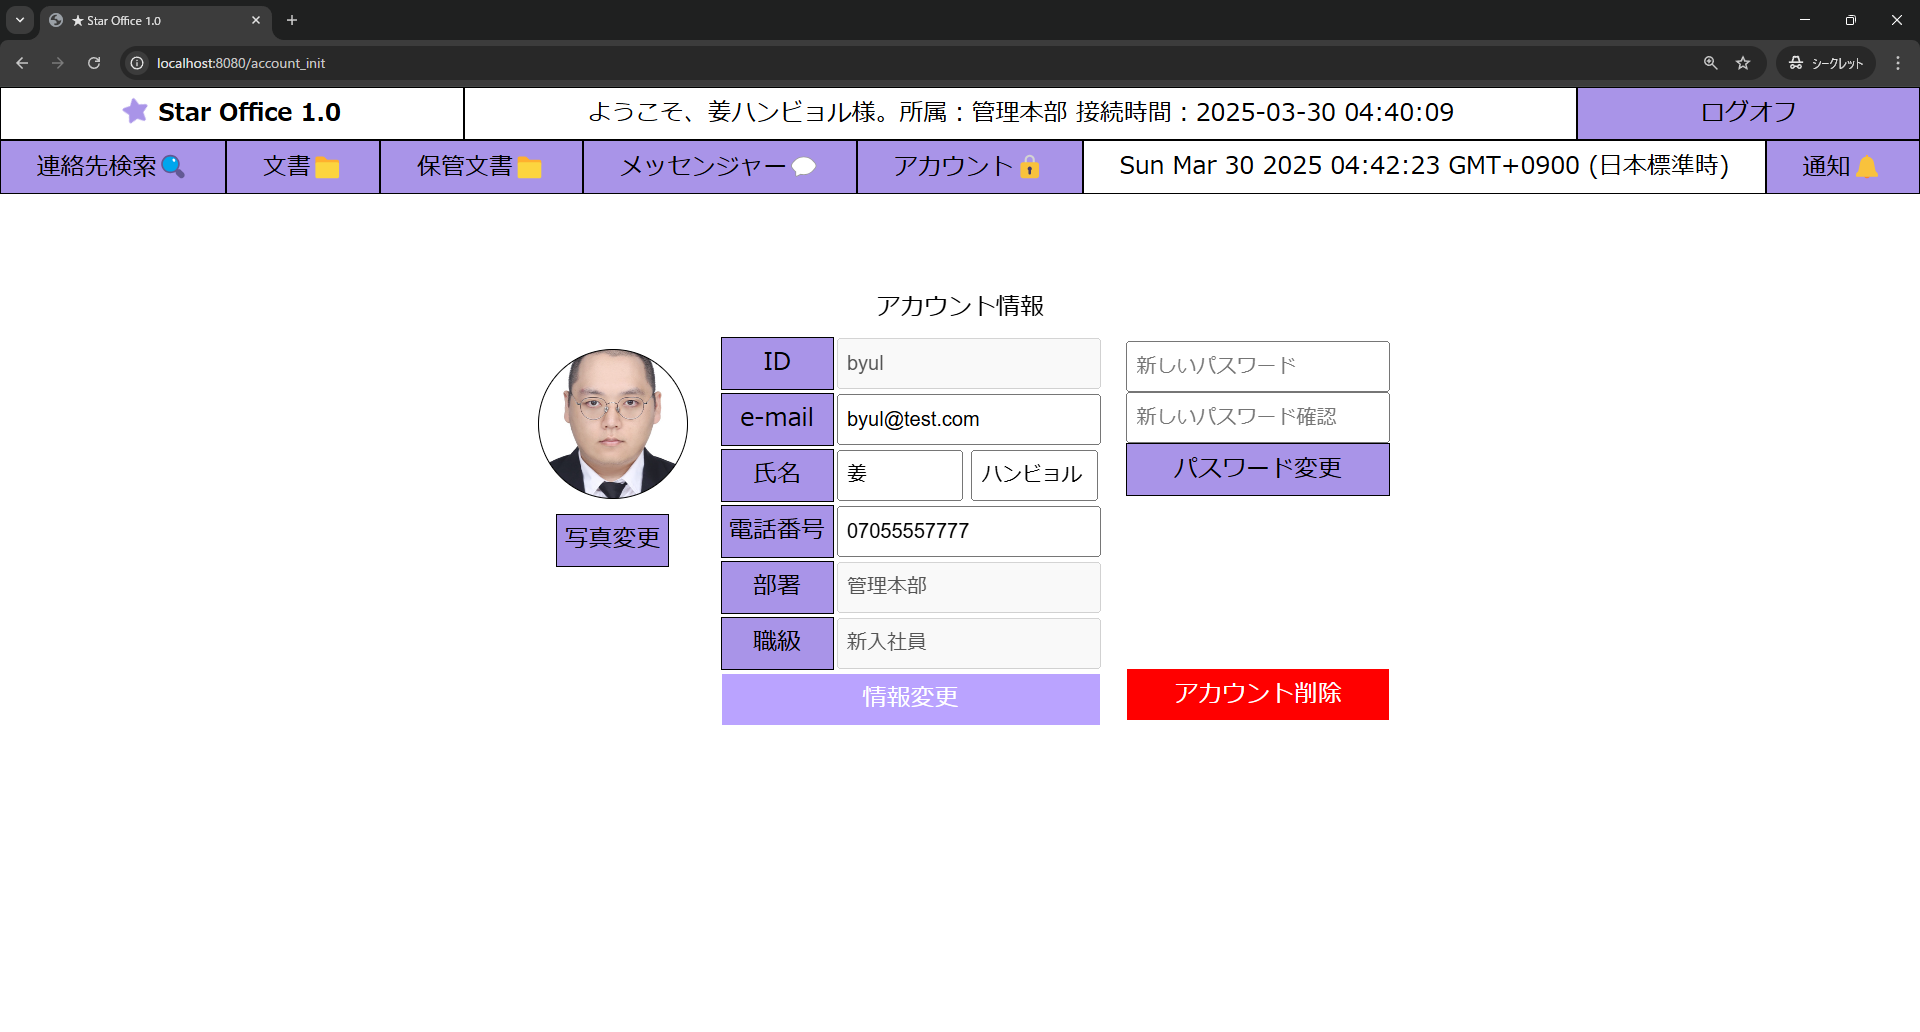 ★ Star Office 1.0
localhost:8080/account_init
シークレット
Star Office 1.0
ようこそ、姜ハンビョル様。所属：管理本部 接続時間：2025-03-30 04:40:09
ログオフ
連絡先検索
文書
保管文書
メッセンジャー
アカウント
Sun Mar 30 2025 04:42:23 GMT+0900 (日本標準時)
通知
アカウント情報
写真変更
ID
byul
e-mail
byul@test.com
氏名
姜
ハンビョル
電話番号
07055557777
部署
管理本部
職級
新入社員
情報変更
新しいパスワード
新しいパスワード確認
パスワード変更
アカウント削除